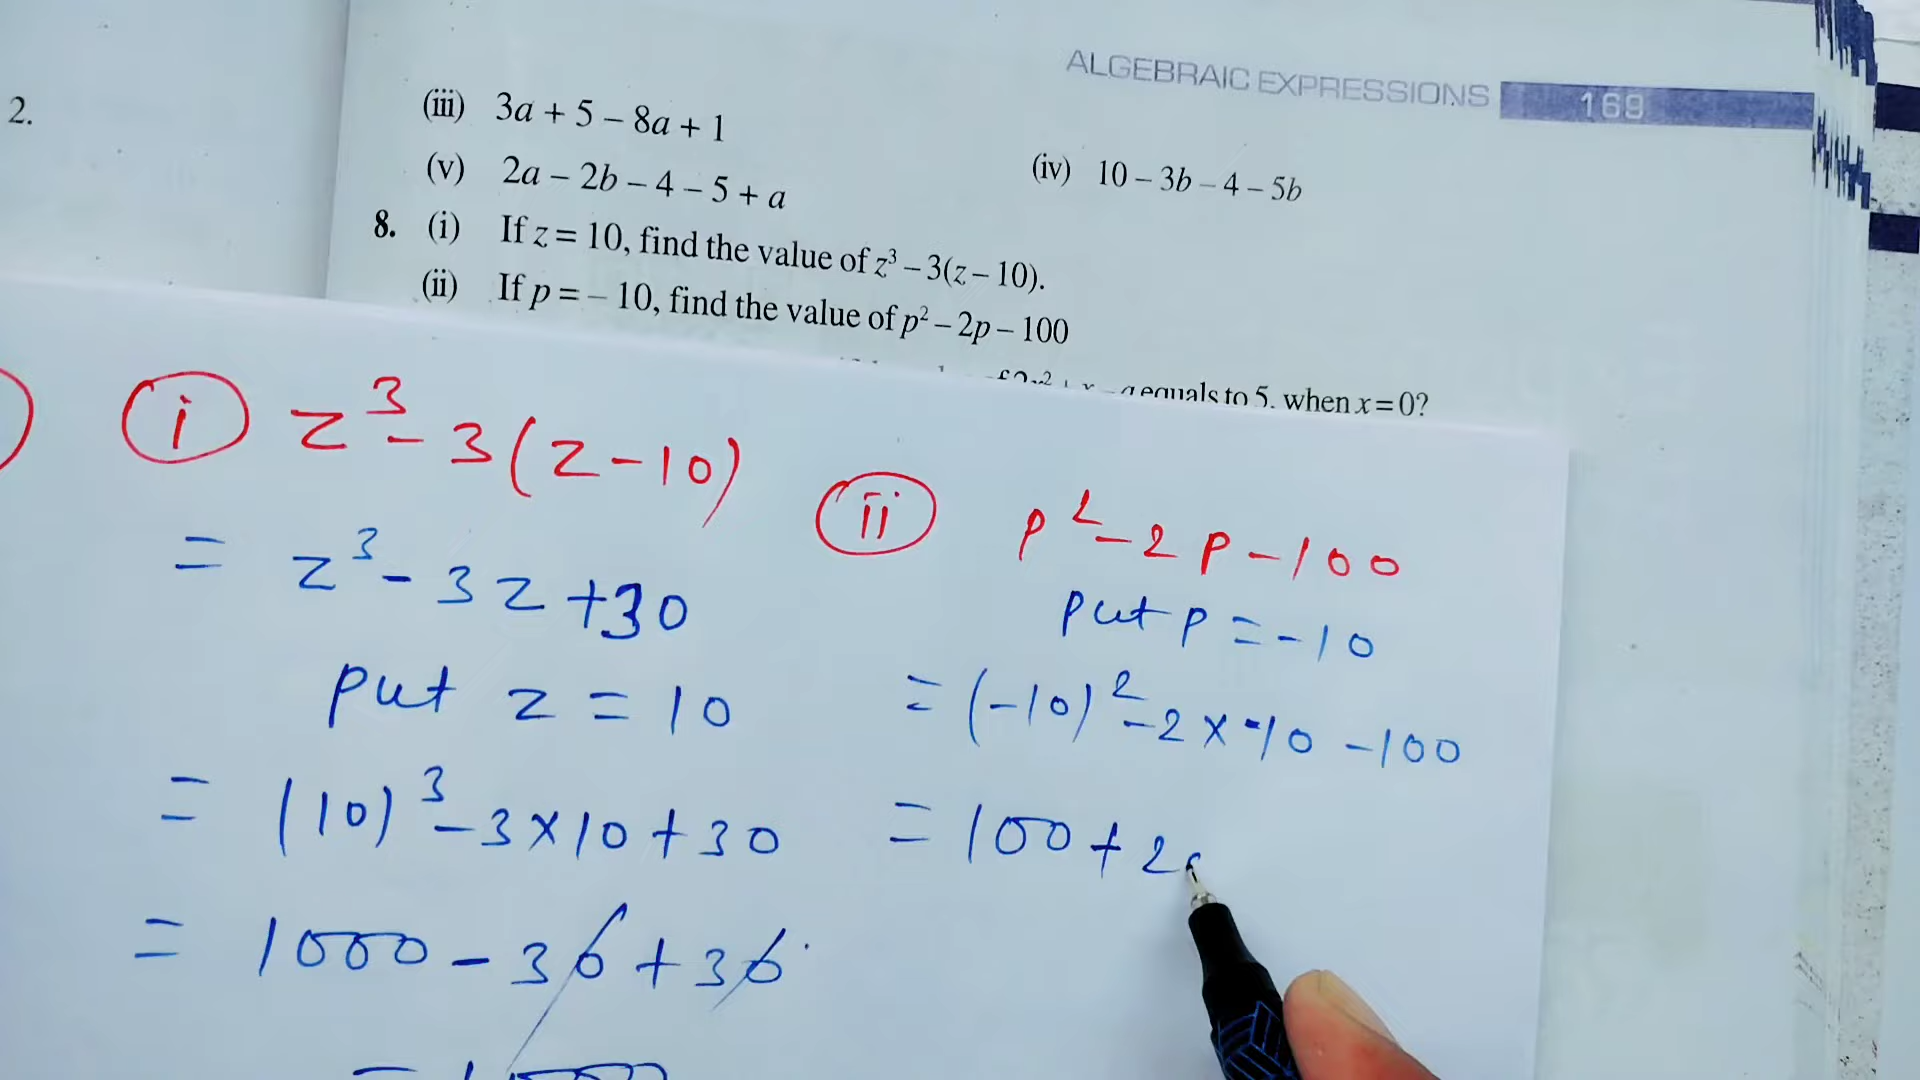 ALGEBRAIC EXPRESSIONS 169
2.
(iii) 3a + 5 – 8a + 1
(iv) 10 – 3b – 4 – 5b
(v) 2a – 2b – 4 – 5 + a
8. (i) If z = 10, find the value of z³ – 3(z – 10).
(ii) If p = – 10, find the value of p² – 2p – 100
equals to 5, when x = 0?
i z³ - 3(z - 10)
= z³ - 3z + 30
put z = 10
= (10)³ - 3 × 10 + 30
= 1000 - 30 + 30
ii p² - 2p - 100
put p = -10
= (-10)² - 2 × -10 - 100
= 100 + 20